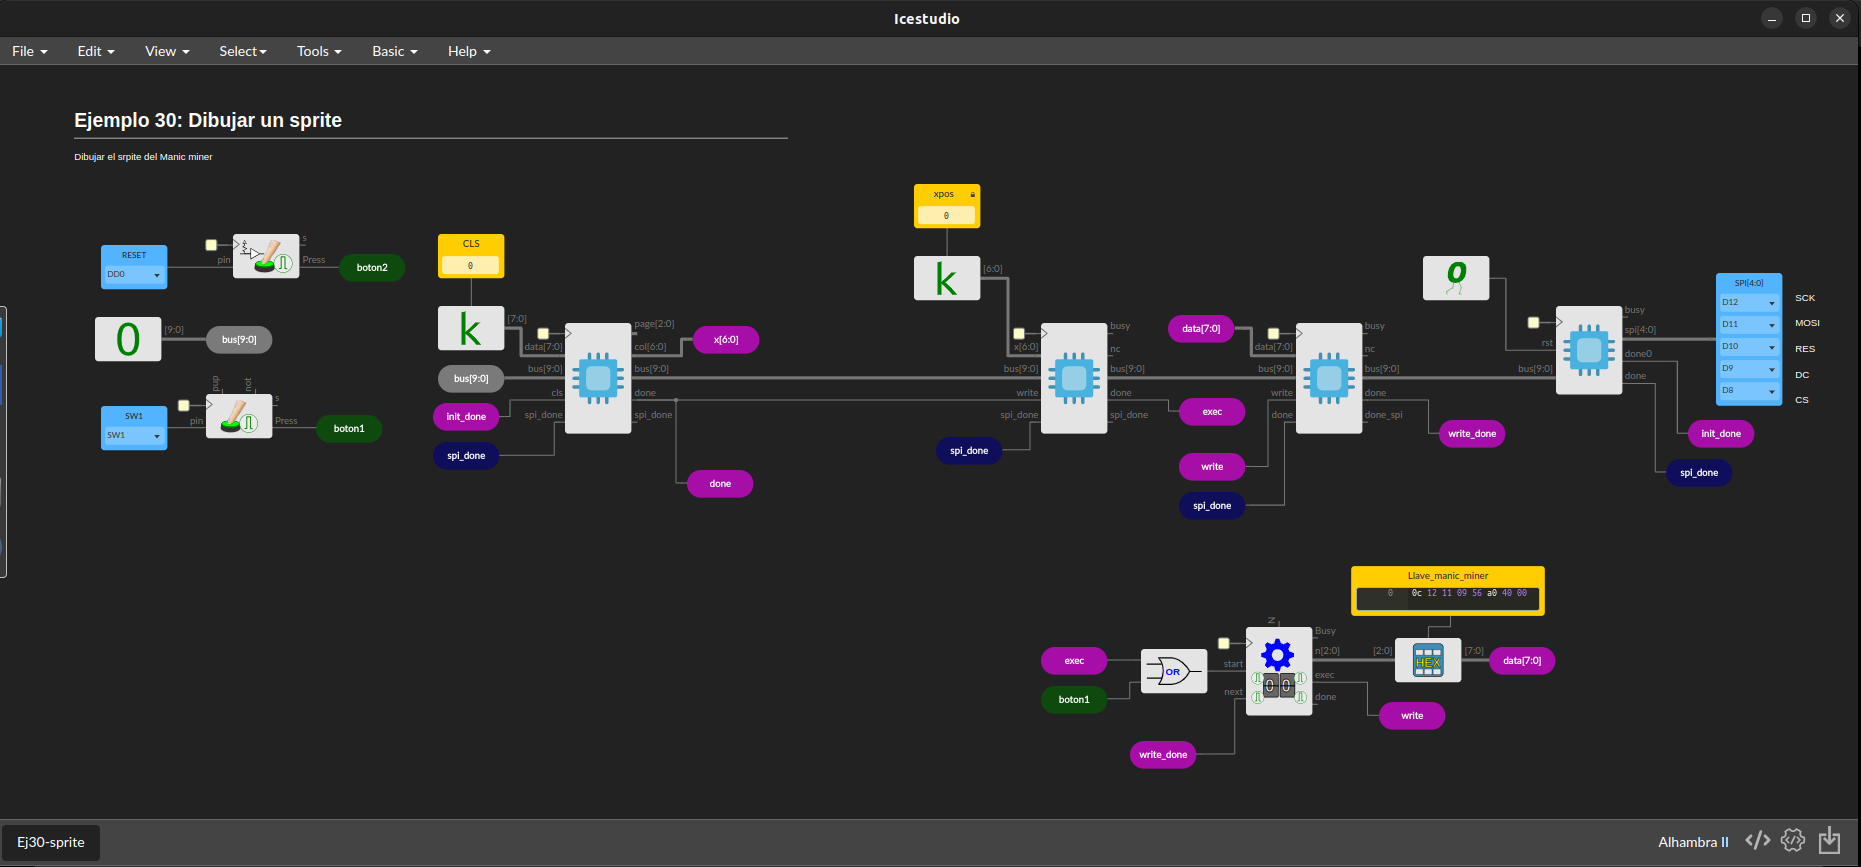 Icestudio
File Edit View Select Tools Basic Help
Ejemplo 30: Dibujar un sprite
Dibujar el srpite del Manic miner
RESET
DD0
pin
s
Press
boton2
0
[9:0]
bus[9:0]
SW1
SW1
pin
pup
not
s
Press
boton1
CLS
0
k
[7:0]
data[7:0]
bus[9:0]
bus[9:0]
cls
init_done
spi_done
spi_done
page[2:0]
col[6:0]
x[6:0]
bus[9:0]
done
spi_done
done
xpos
0
k
[6:0]
x[6:0]
bus[9:0]
write
spi_done
spi_done
busy
nc
bus[9:0]
done
spi_done
exec
data[7:0]
data[7:0]
bus[9:0]
write
done
write
spi_done
busy
nc
bus[9:0]
done
done_spi
write_done
0
rst
bus[9:0]
busy
spi[4:0]
done0
done
SPI[4:0]
D12 SCK
D11 MOSI
D10 RES
D9 DC
D8 CS
init_done
spi_done
Llave_manic_miner
0 0c 12 11 09 56 a0 40 00
exec
boton1
OR
write_done
N
start
next
0 0
Busy
n[2:0]
exec
done
[2:0]
HEX
[7:0]
data[7:0]
write
Ej30-sprite
Alhambra II